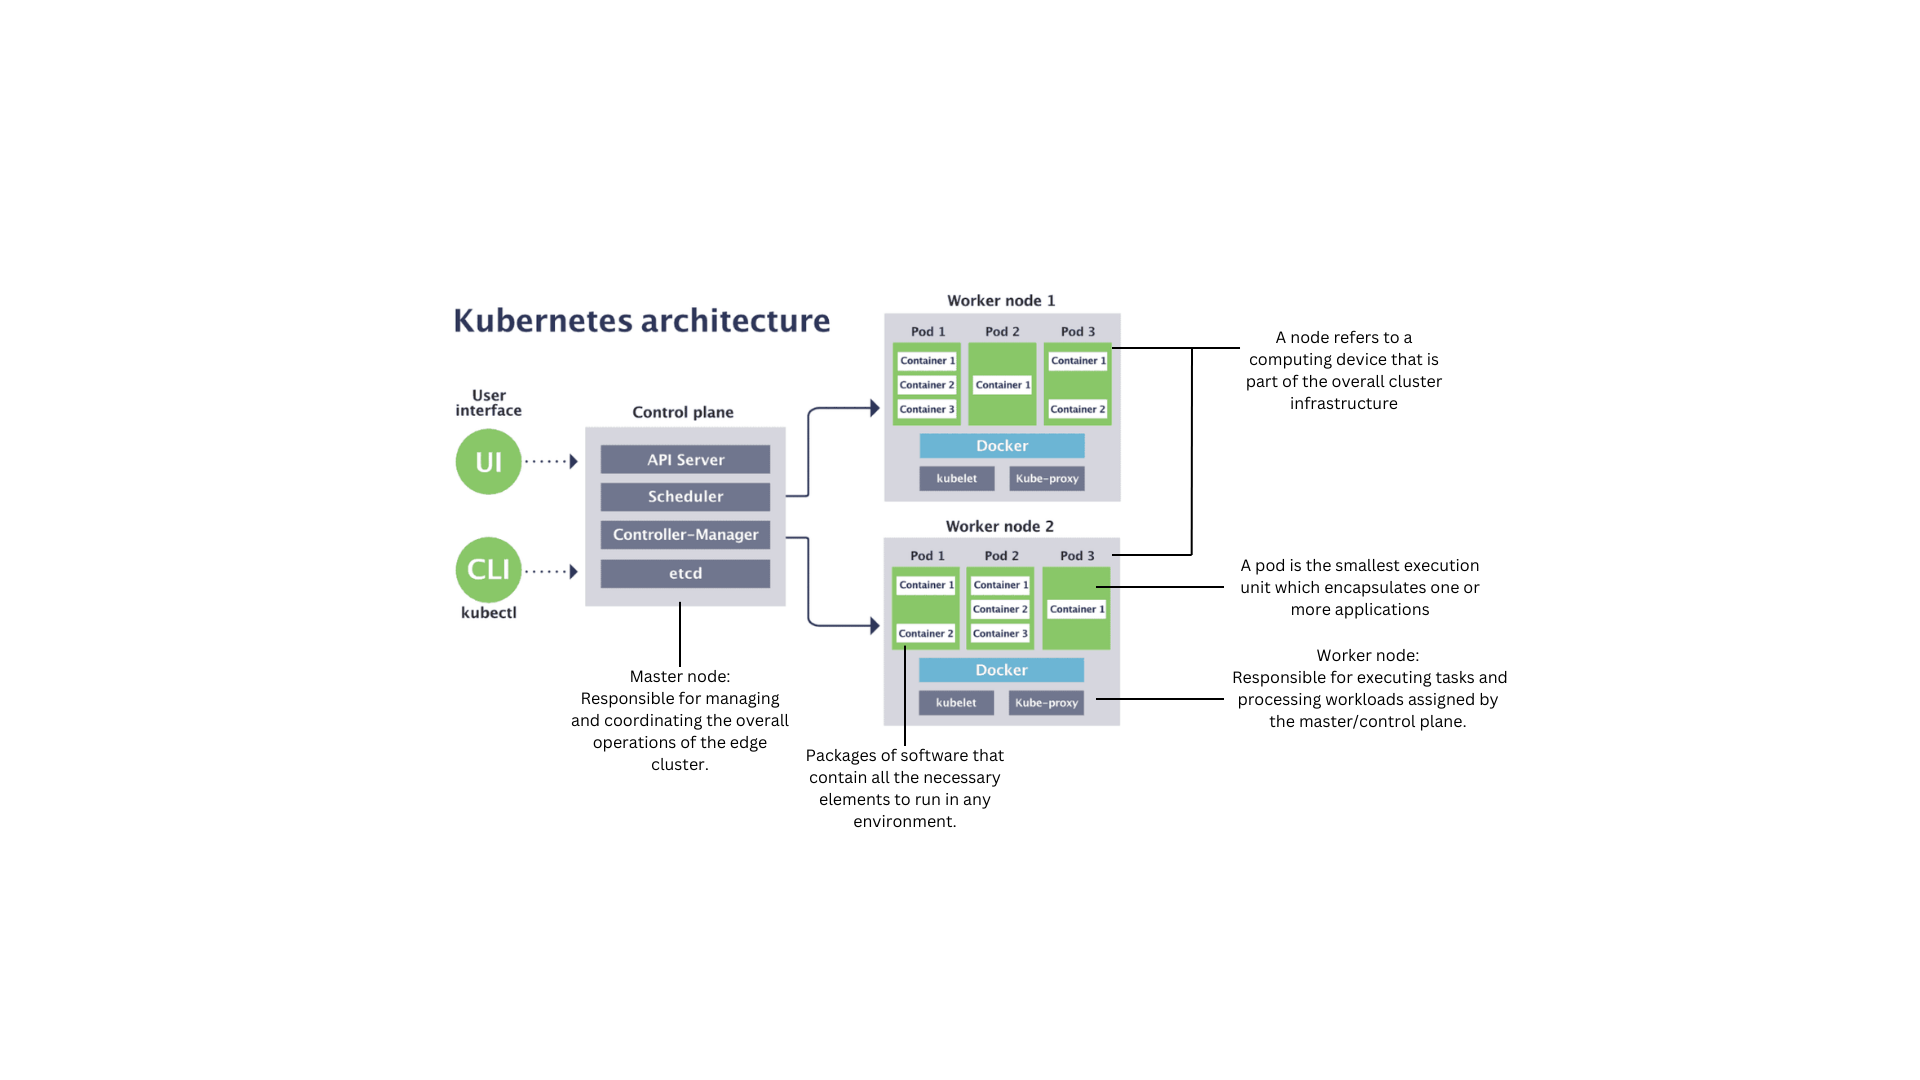 Kubernetes architecture
User
interface
UI
CLI
kubectl
Control plane
API Server
Scheduler
Controller-Manager
etcd
Master node:
Responsible for managing
and coordinating the overall
operations of the edge
cluster.
Worker node 1
Pod 1
Container 1
Container 2
Container 3
Pod 2
Container 1
Pod 3
Container 1
Container 2
Docker
kubelet
Kube-proxy
Worker node 2
Pod 1
Container 1
Container 2
Pod 2
Container 1
Container 2
Container 3
Pod 3
Container 1
Docker
kubelet
Kube-proxy
Packages of software that
contain all the necessary
elements to run in any
environment.
A node refers to a
computing device that is
part of the overall cluster
infrastructure
A pod is the smallest execution
unit which encapsulates one or
more applications
Worker node:
Responsible for executing tasks and
processing workloads assigned by
the master/control plane.